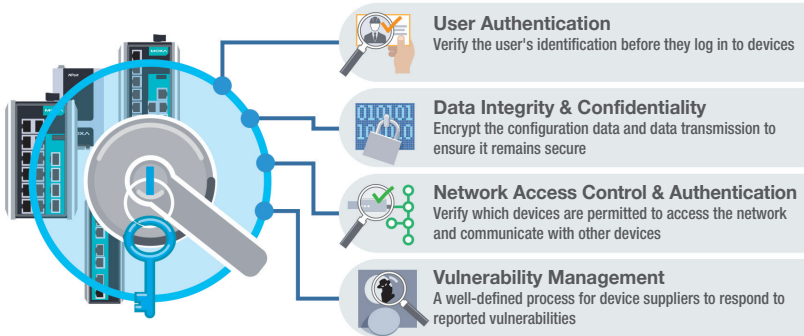 MOXA
MOXA
User Authentication
Verify the user's identification before they log in to devices
010101
Data Integrity & Confidentiality
Encrypt the configuration data and data transmission to
ensure it remains secure
Network Access Control & Authentication
Verify which devices are permitted to access the network
and communicate with other devices
Vulnerability Management
A well-defined process for device suppliers to respond to
reported vulnerabilities